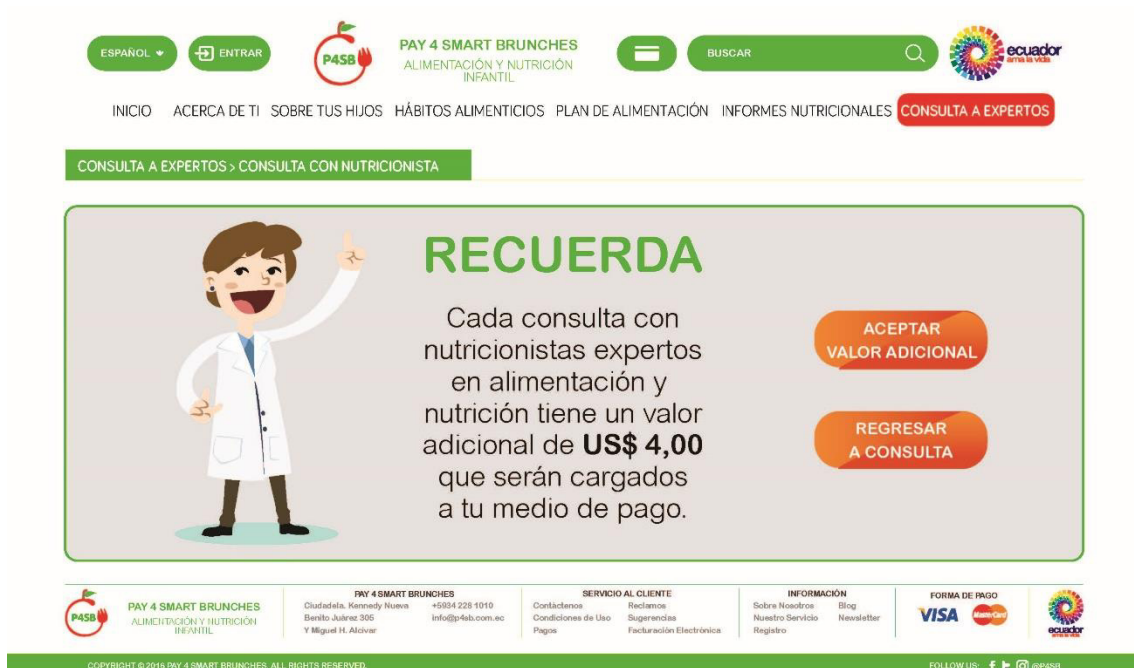 ESPAÑOL
ENTRAR
P4SB
PAY 4 SMART BRUNCHES
ALIMENTACIÓN Y NUTRICIÓN
INFANTIL
BUSCAR
ecuador
ama la vida
INICIO ACERCA DE TI SOBRE TUS HIJOS HÁBITOS ALIMENTICIOS PLAN DE ALIMENTACIÓN INFORMES NUTRICIONALES CONSULTA A EXPERTOS
CONSULTA A EXPERTOS > CONSULTA CON NUTRICIONISTA
RECUERDA
Cada consulta con
nutricionistas expertos
en alimentación y
nutrición tiene un valor
adicional de US$ 4,00
que serán cargados
a tu medio de pago.
ACEPTAR
VALOR ADICIONAL
REGRESAR
A CONSULTA
P4SB
PAY 4 SMART BRUNCHES
ALIMENTACIÓN Y NUTRICIÓN
INFANTIL
PAY 4 SMART BRUNCHES
Ciudadela. Kennedy Nueva +5934 228 1010
Benito Juárez 305 info@p4sb.com.ec
Y Miguel H. Alcivar
SERVICIO AL CLIENTE
Contáctenos Reclamos
Condiciones de Uso Sugerencias
Pagos Facturación Electrónica
INFORMACIÓN
Sobre Nosotros Blog
Nuestro Servicio Newsletter
Registro
FORMA DE PAGO
VISA MasterCard
ecuador
ama la vida
COPYRIGHT © 2015 PAY 4 SMART BRUNCHES. ALL RIGHTS RESERVED.
FOLLOW US: @P4SB